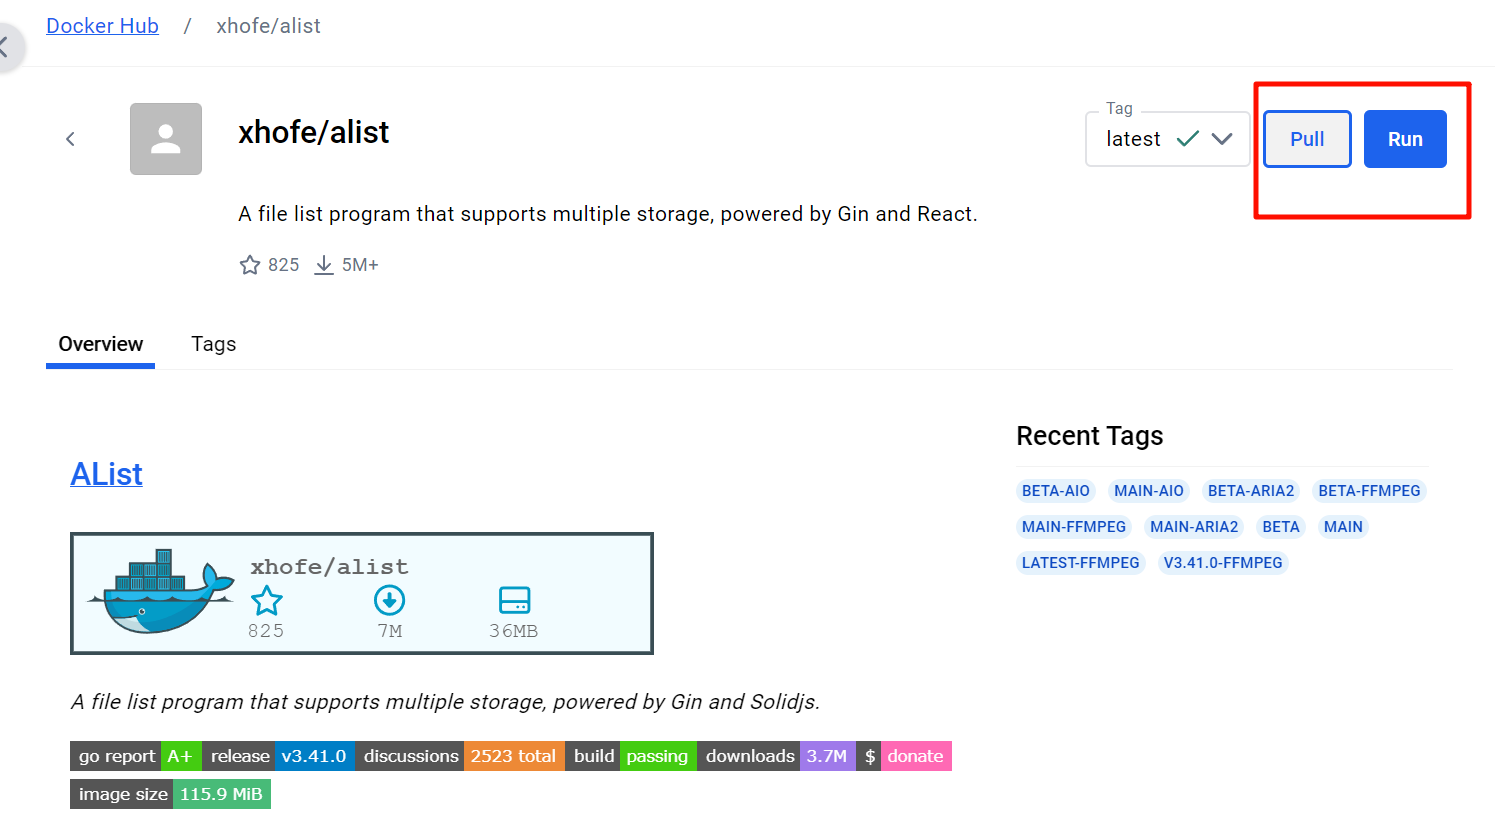 Docker Hub / xhofe/alist
xhofe/alist
Tag
latest
Pull
Run
A file list program that supports multiple storage, powered by Gin and React.
825 5M+
Overview Tags
ALIST
xhofe/alist
825 7M 36MB
A file list program that supports multiple storage, powered by Gin and Solidjs.
go report A+ release v3.41.0 discussions 2523 total build passing downloads 3.7M $ donate
image size 115.9 MiB
Recent Tags
BETA-AIO MAIN-AIO BETA-ARIA2 BETA-FFMPEG
MAIN-FFMPEG MAIN-ARIA2 BETA MAIN
LATEST-FFMPEG V3.41.0-FFMPEG